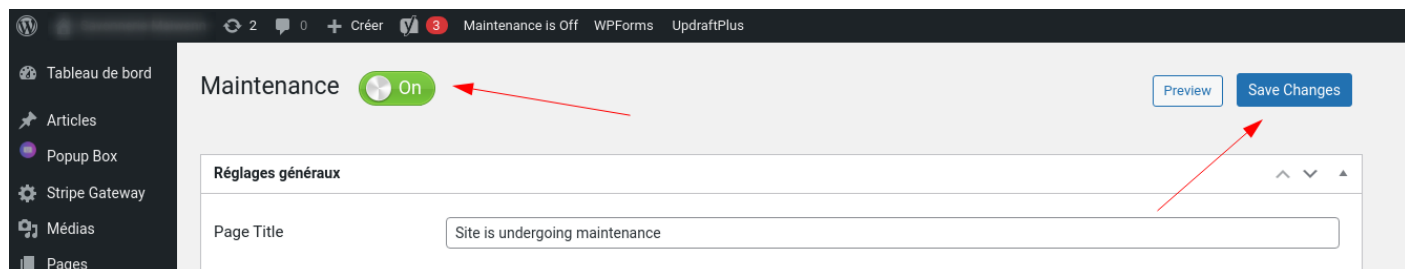 2 0 Créer 3 Maintenance is Off WPForms UpdraftPlus
Tableau de bord
Maintenance On Preview Save Changes
Articles
Popup Box
Réglages généraux
Stripe Gateway
Médias
Page Title Site is undergoing maintenance
Pages